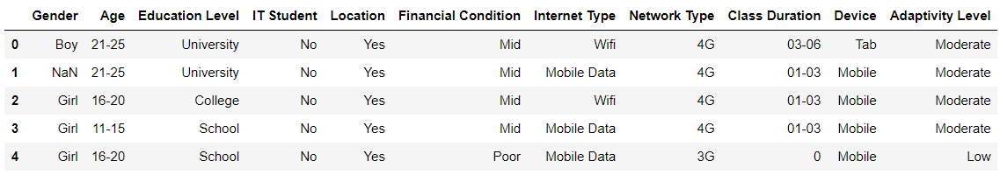 Gender Age Education Level IT Student Location Financial Condition Internet Type Network Type Class Duration Device Adaptivity Level
0 Boy 21-25 University No Yes Mid Wifi 4G 03-06 Tab Moderate
1 NaN 21-25 University No Yes Mid Mobile Data 4G 01-03 Mobile Moderate
2 Girl 16-20 College No Yes Mid Wifi 4G 01-03 Mobile Moderate
3 Girl 11-15 School No Yes Mid Mobile Data 4G 01-03 Mobile Moderate
4 Girl 16-20 School No Yes Poor Mobile Data 3G 0 Mobile Low